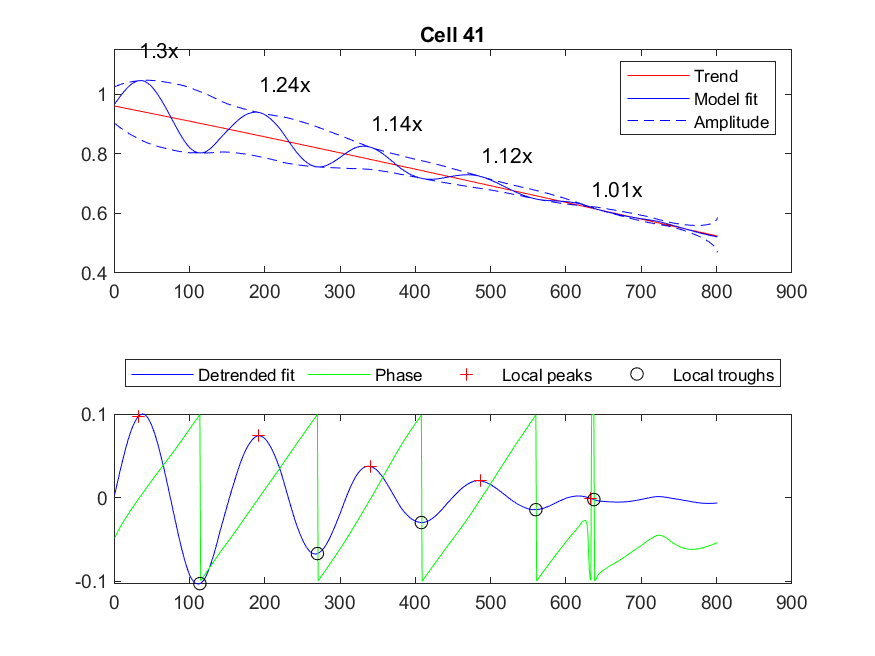 Cell 41
1.3x
1.24x
1.14x
1.12x
1.01x
Trend
Model fit
Amplitude
1
0.8
0.6
0.4
0 100 200 300 400 500 600 700 800 900
Detrended fit Phase Local peaks Local troughs
0.1
0
-0.1
0 100 200 300 400 500 600 700 800 900